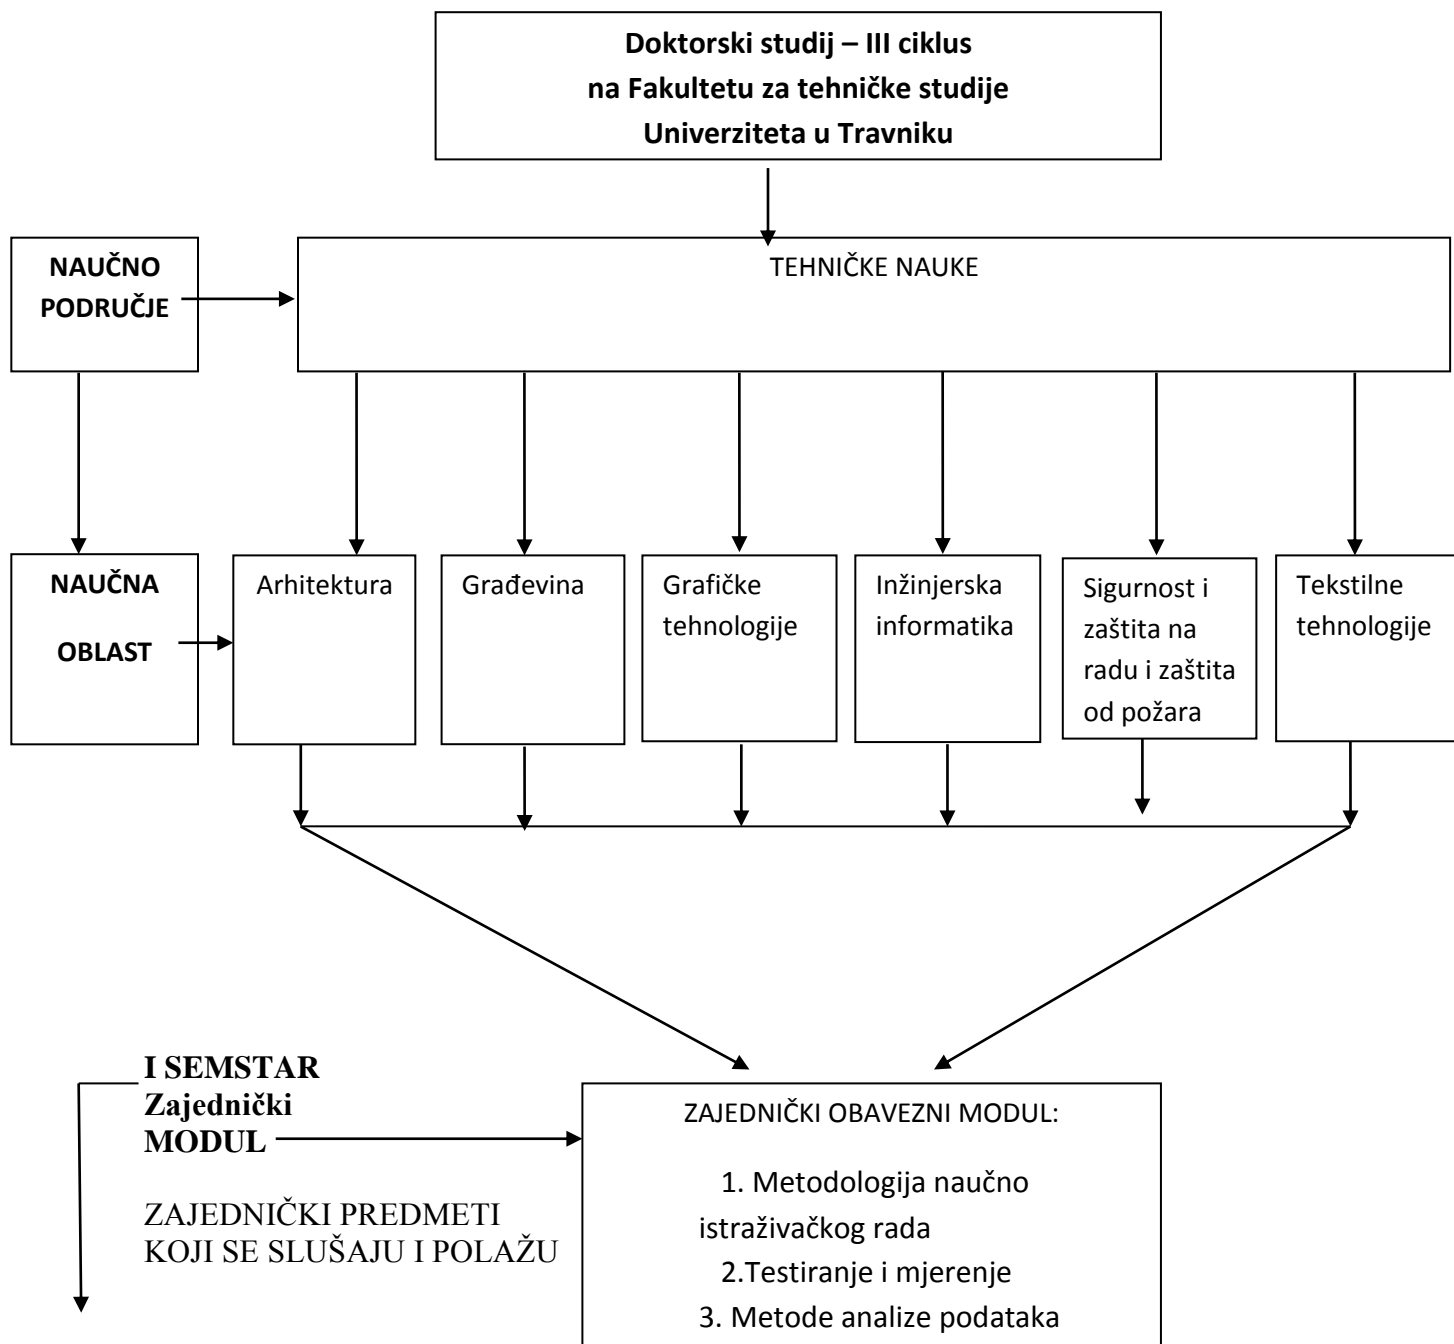 Doktorski studij – III ciklus
na Fakultetu za tehničke studije
Univerziteta u Travniku
NAUČNO
PODRUČJE
TEHNIČKE NAUKE
NAUČNA
OBLAST
Arhitektura
Građevina
Grafičke
tehnologije
Inžinjerska
informatika
Sigurnost i
zaštita na
radu i zaštita
od požara
Tekstilne
tehnologije
I SEMSTAR
Zajednički
MODUL
ZAJEDNIČKI PREDMETI
KOJI SE SLUŠAJU I POLAŽU
ZAJEDNIČKI OBAVEZNI MODUL:
1. Metodologija naučno
istraživačkog rada
2.Testiranje i mjerenje
3. Metode analize podataka